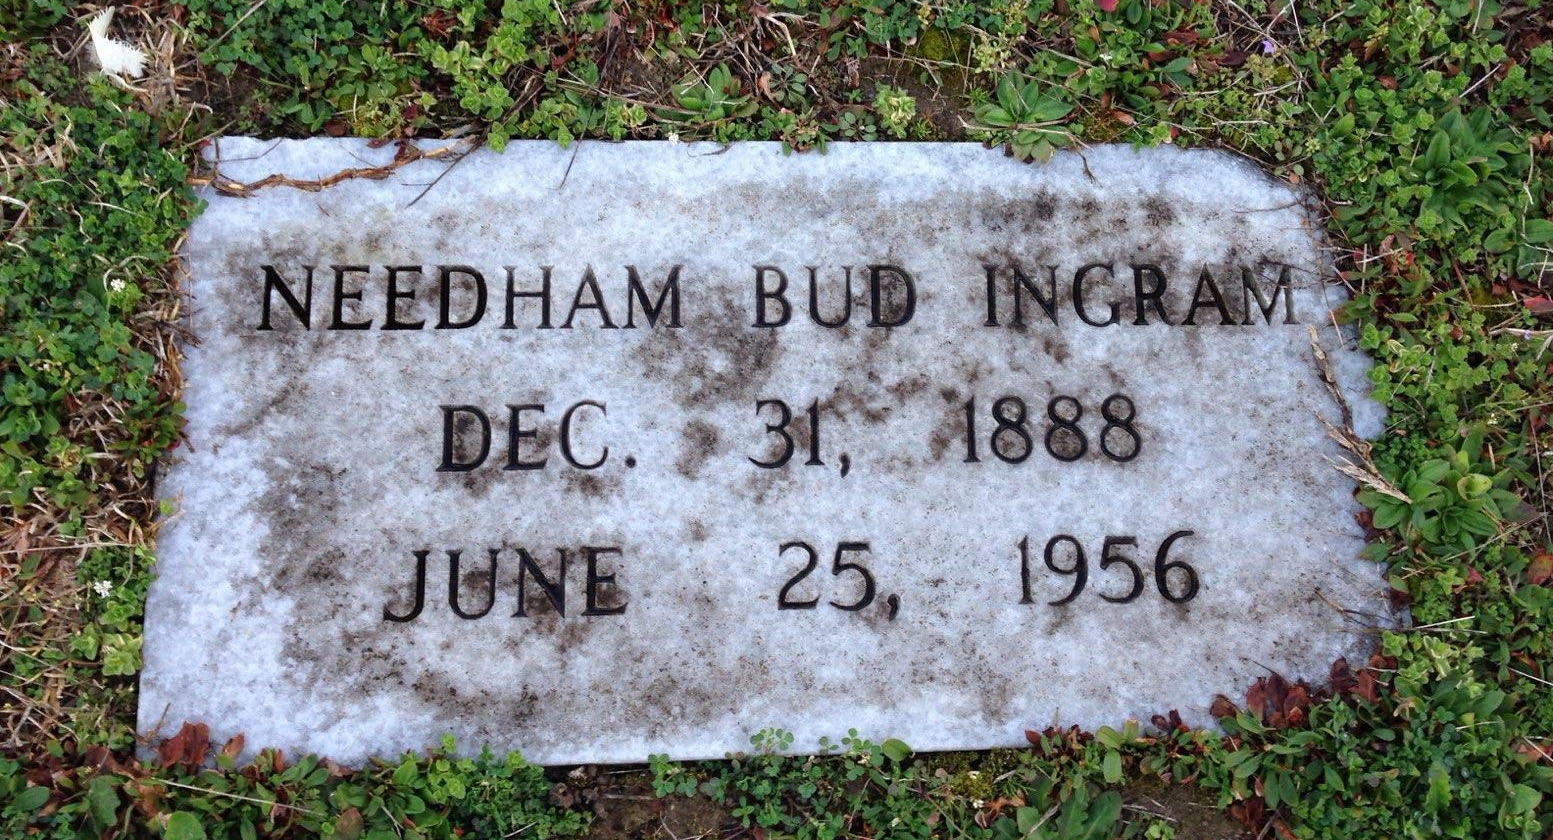 NEEDHAM BUD INGRAM
DEC. 31, 1888
JUNE 25, 1956